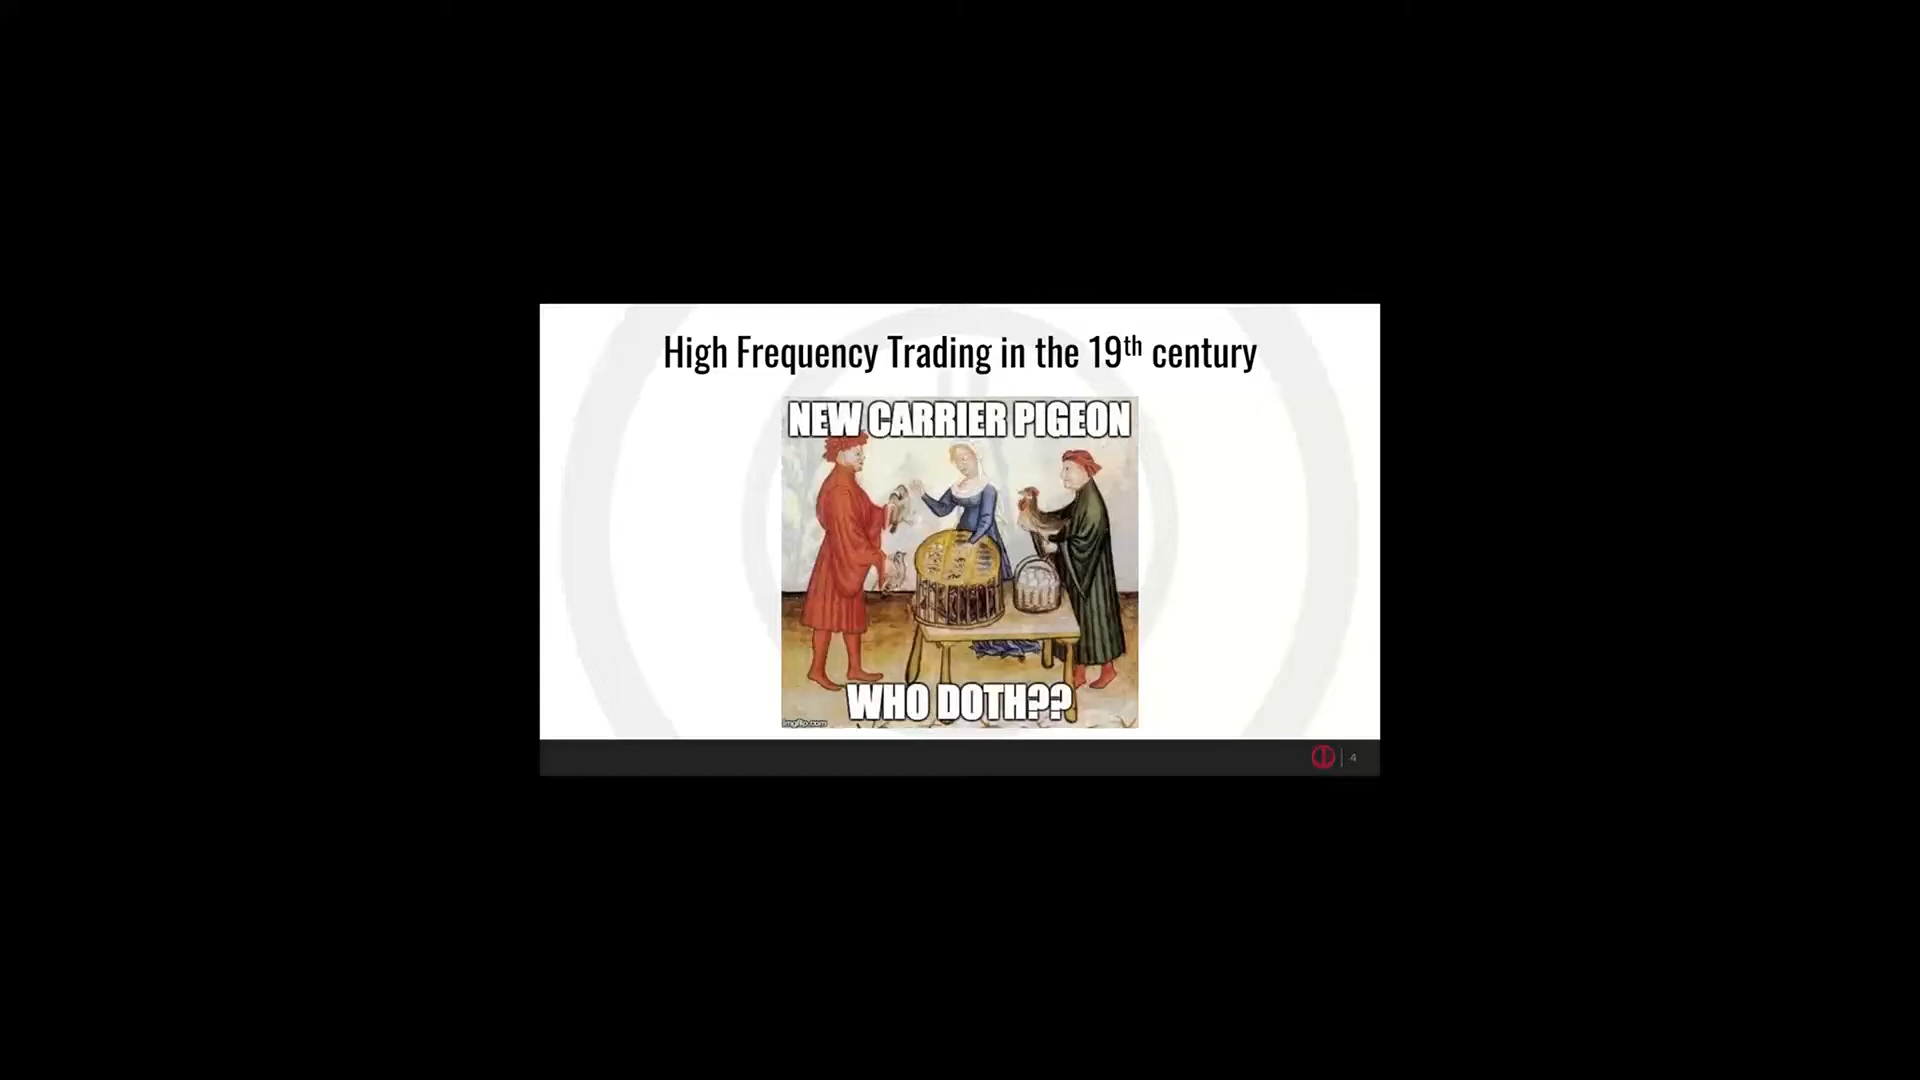 High Frequency Trading in the 19th century
NEW CARRIER PIGEON
WHO DOTH??
imgflip.com
4